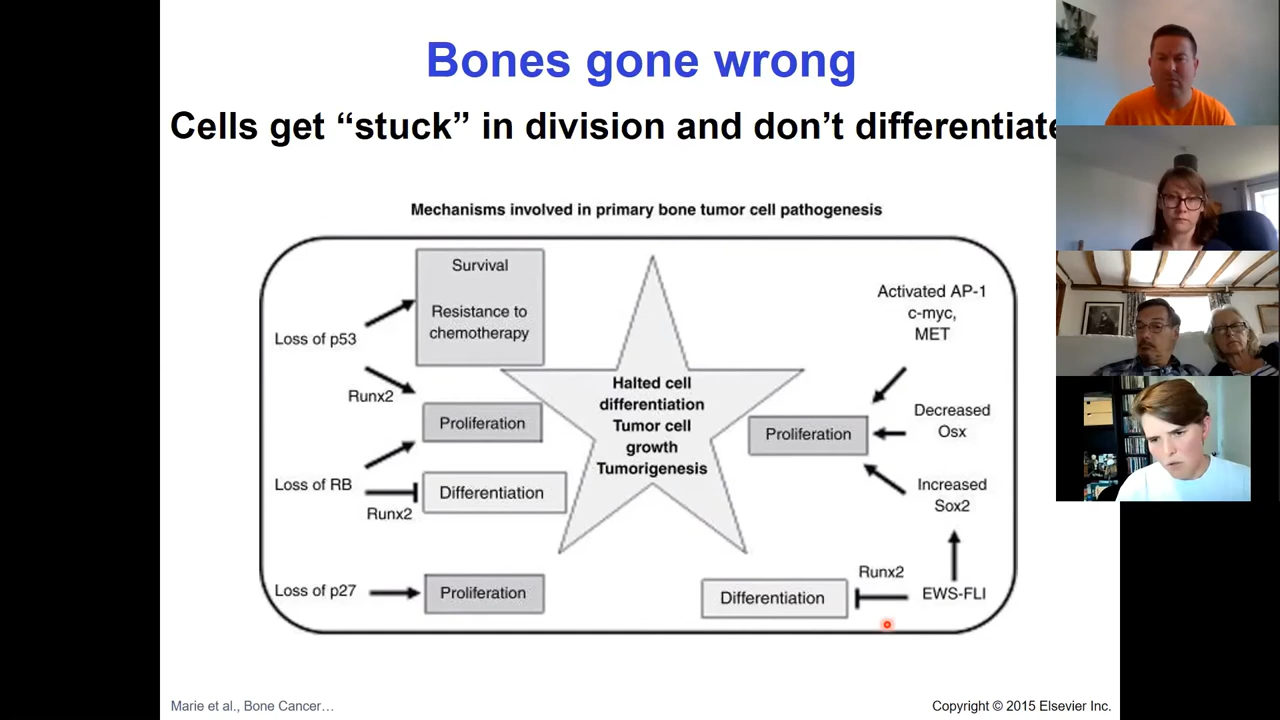 Bones gone wrong
Cells get “stuck” in division and don’t differentiate
Mechanisms involved in primary bone tumor cell pathogenesis
Survival
Resistance to
chemotherapy
Loss of p53
Runx2
Proliferation
Loss of RB
Differentiation
Runx2
Loss of p27
Proliferation
Halted cell
differentiation
Tumor cell
growth
Tumorigenesis
Activated AP-1
c-myc,
MET
Proliferation
Decreased
Osx
Increased
Sox2
Runx2
Differentiation
EWS-FLI
Marie et al., Bone Cancer…
Copyright © 2015 Elsevier Inc.